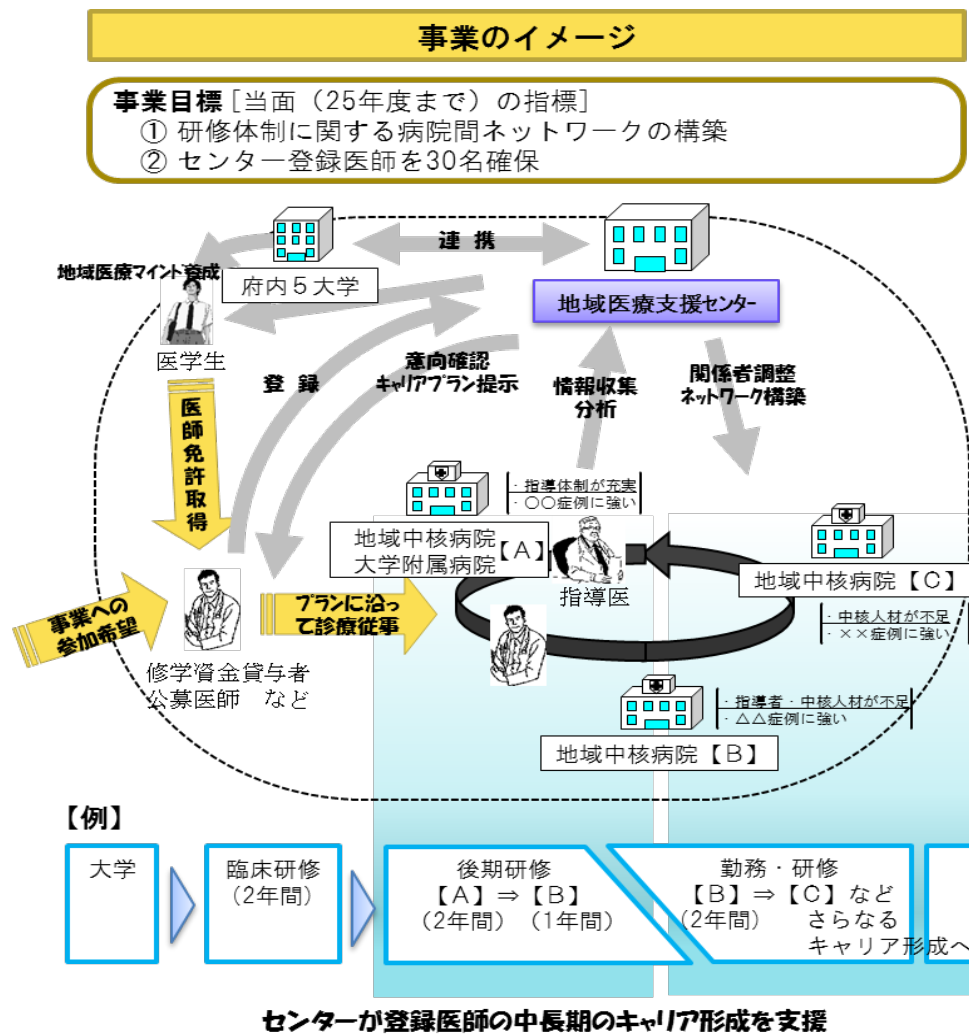 事業のイメージ
事業目標［当面（25年度まで）の指標］
① 研修体制に関する病院間ネットワークの構築
② センター登録医師を30名確保
連 携
地域医療マインド育成
府内５大学
地域医療支援センター
医学生
登 録
意向確認
キャリアプラン提示
情報収集
分析
関係者調整
ネットワーク構築
医師免許取得
・指導体制が充実
・〇〇症例に強い
地域中核病院
大学附属病院
【Ａ】
指導医
地域中核病院【Ｃ】
・中核人材が不足
・××症例に強い
事業への
参加希望
プランに沿っ
て診療従事
修学資金貸与者
公募医師　など
・指導者・中核人材が不足
・△△症例に強い
地域中核病院【Ｂ】
【例】
大学
臨床研修
(2年間)
後期研修
【Ａ】⇒【Ｂ】
(2年間)　(1年間)
勤務・研修
【Ｂ】⇒【Ｃ】など
(2年間)　さらなる
キャリア形成へ
センターが登録医師の中長期のキャリア形成を支援